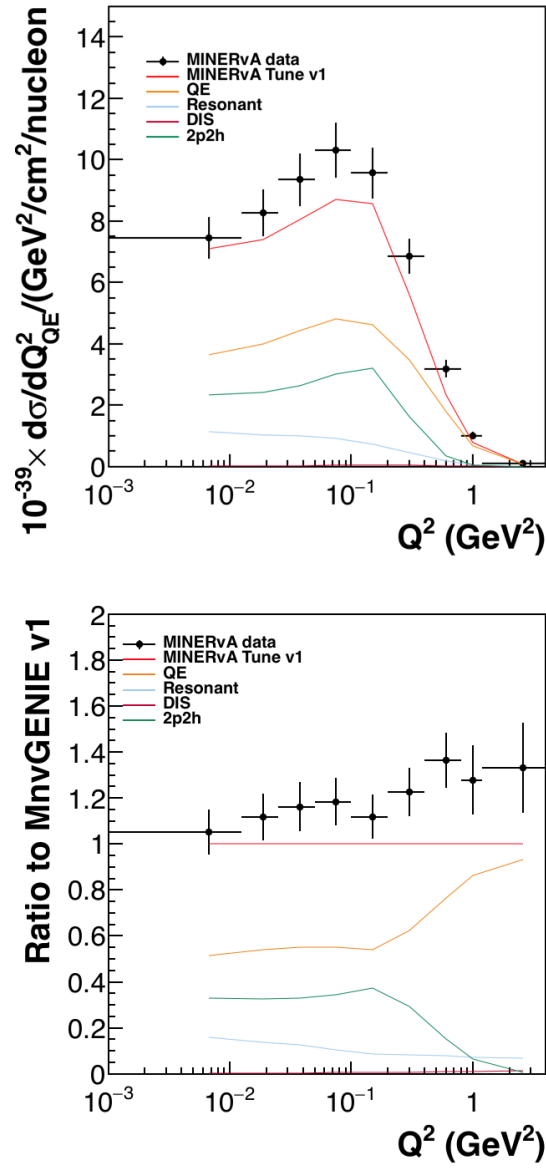 14
12
10
8
6
4
2
0
10⁻³⁹× dσ/dQ²_QE/(GeV²/cm²/nucleon
MINERvA data
MINERvA Tune v1
QE
Resonant
DIS
2p2h
10⁻³ 10⁻² 10⁻¹ 1
Q² (GeV²)
2
1.8
1.6
1.4
1.2
1
0.8
0.6
0.4
0.2
0
Ratio to MnvGENIE v1
MINERvA data
MINERvA Tune v1
QE
Resonant
DIS
2p2h
10⁻³ 10⁻² 10⁻¹ 1
Q² (GeV²)